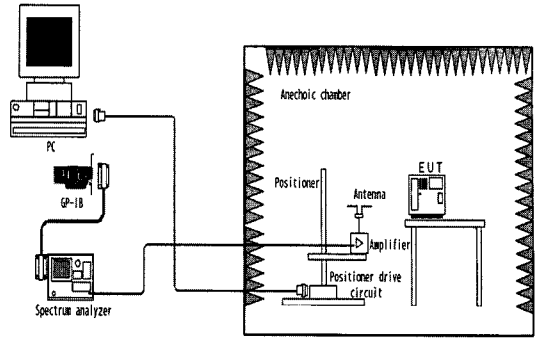 Anechoic chamber
PC
EUT
Positioner
Antenna
GP-IB
Amplifier
Positioner drive
circuit
Spectrum analyzer